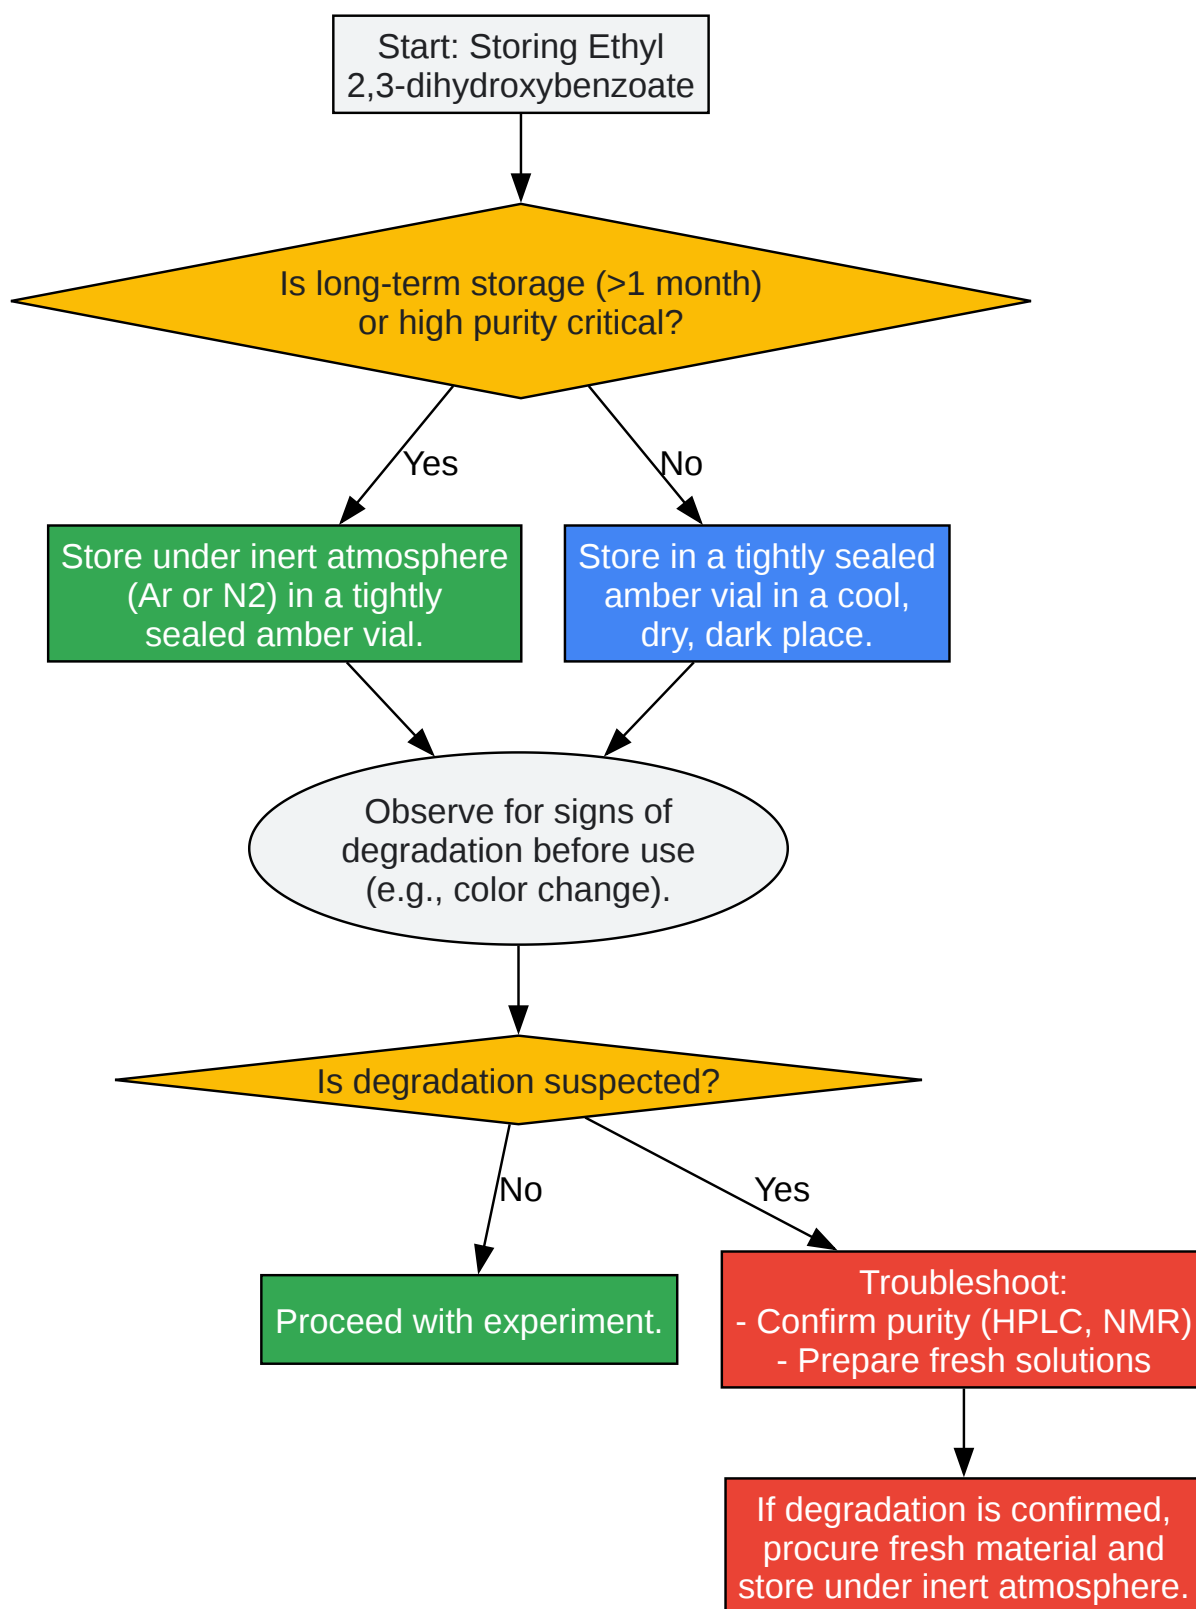 Start: Storing Ethyl
2,3-dihydroxybenzoate
Is long-term storage (>1 month)
or high purity critical?
Yes
No
Store under inert atmosphere
(Ar or N2) in a tightly
sealed amber vial.
Store in a tightly sealed
amber vial in a cool,
dry, dark place.
Observe for signs of
degradation before use
(e.g., color change).
Is degradation suspected?
No
Yes
Proceed with experiment.
Troubleshoot:
- Confirm purity (HPLC, NMR)
- Prepare fresh solutions
If degradation is confirmed,
procure fresh material and
store under inert atmosphere.